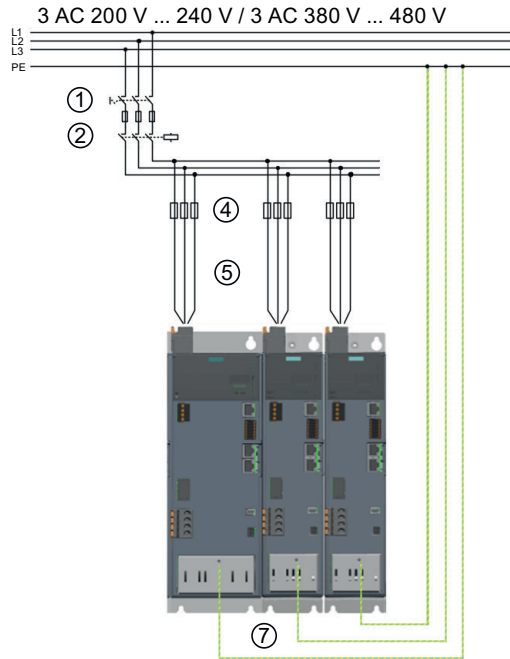 3 AC 200 V ... 240 V / 3 AC 380 V ... 480 V
L1
L2
L3
PE
①
②
④
⑤
⑦